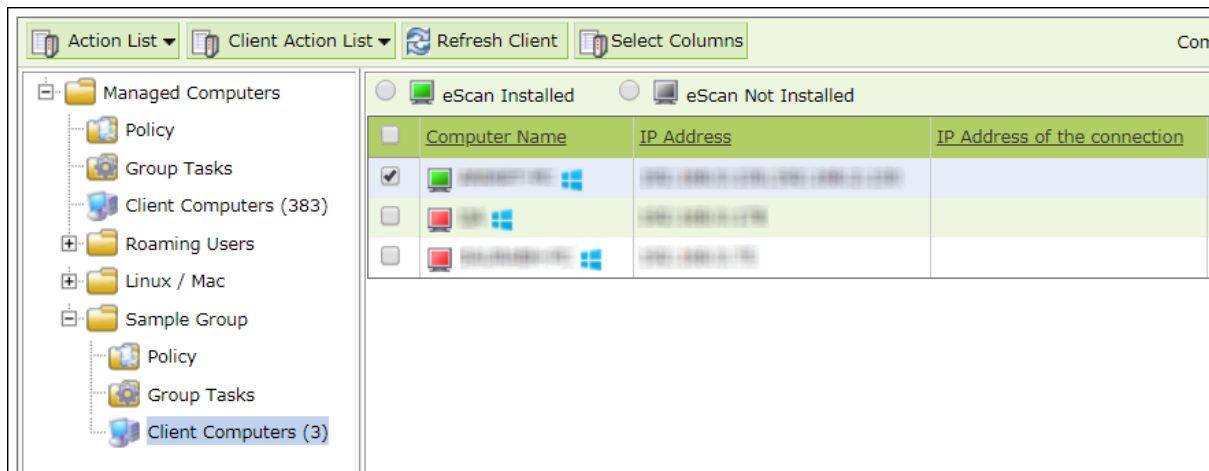 Action List Client Action List Refresh Client Select Columns Com
Managed Computers
Policy
Group Tasks
Client Computers (383)
Roaming Users
Linux / Mac
Sample Group
Policy
Group Tasks
Client Computers (3)
eScan Installed eScan Not Installed
Computer Name IP Address IP Address of the connection